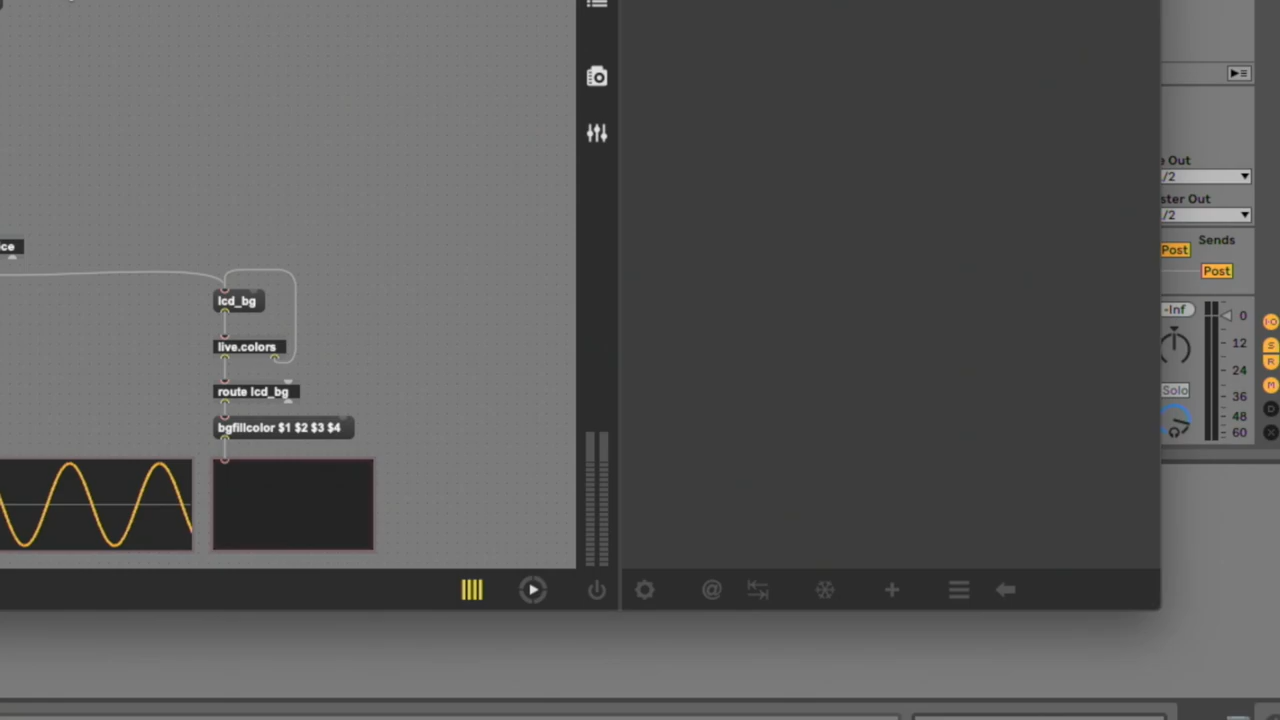 ice
lcd_bg
live.colors
route lcd_bg
bgfillcolor $1 $2 $3 $4
Out
/2
ster Out
/2
Sends
Post
Post
-Inf
0
12
24
36
48
60
Solo
S
R
M
D
X